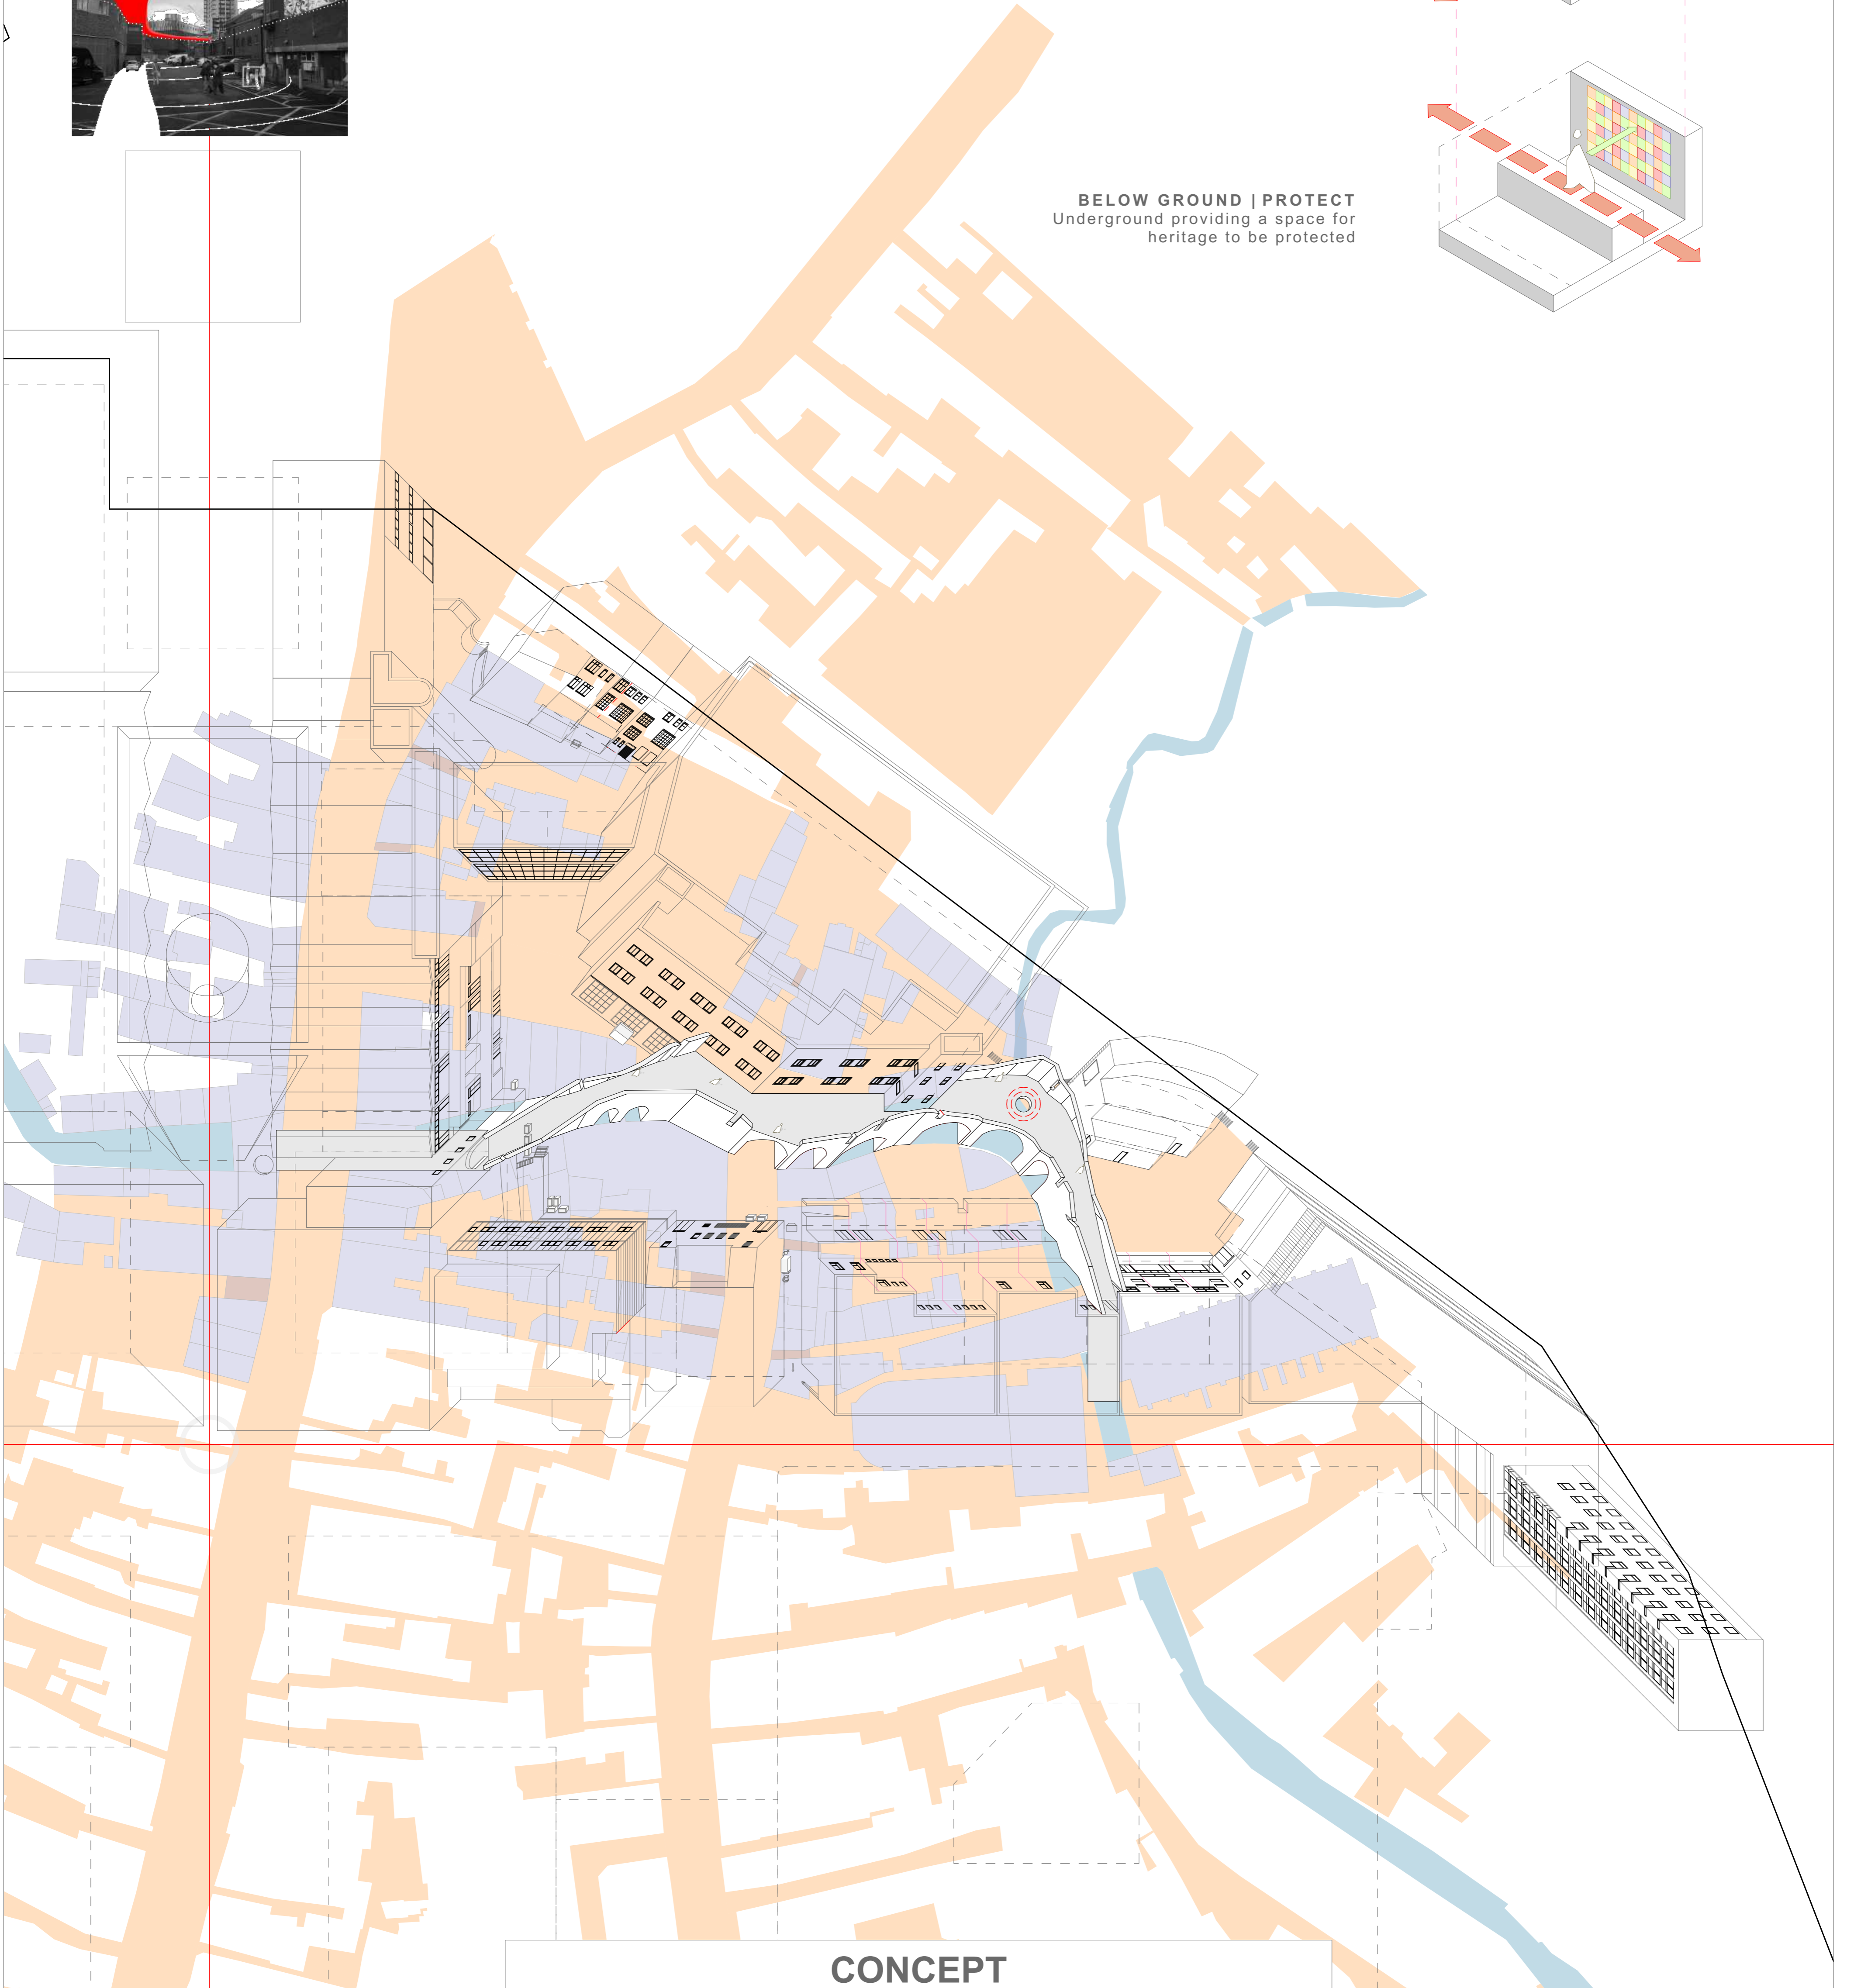 BELOW GROUND | PROTECT
Underground providing a space for
heritage to be protected
CONCEPT